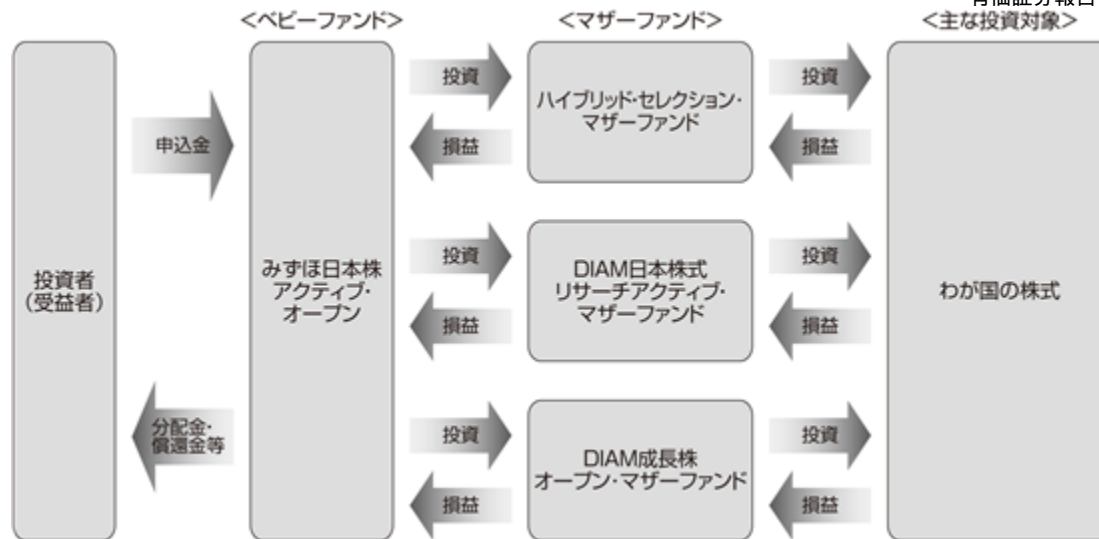 <ベビーファンド>
<マザーファンド>
<主な投資対象>
投資者
(受益者)
申込金
分配金・
償還金等
みずほ日本株
アクティブ・
オープン
投資
損益
ハイブリッド・セレクション・
マザーファンド
投資
損益
投資
損益
DIAM日本株式
リサーチアクティブ・
マザーファンド
投資
損益
投資
損益
DIAM成長株
オープン・マザーファンド
投資
損益
わが国の株式